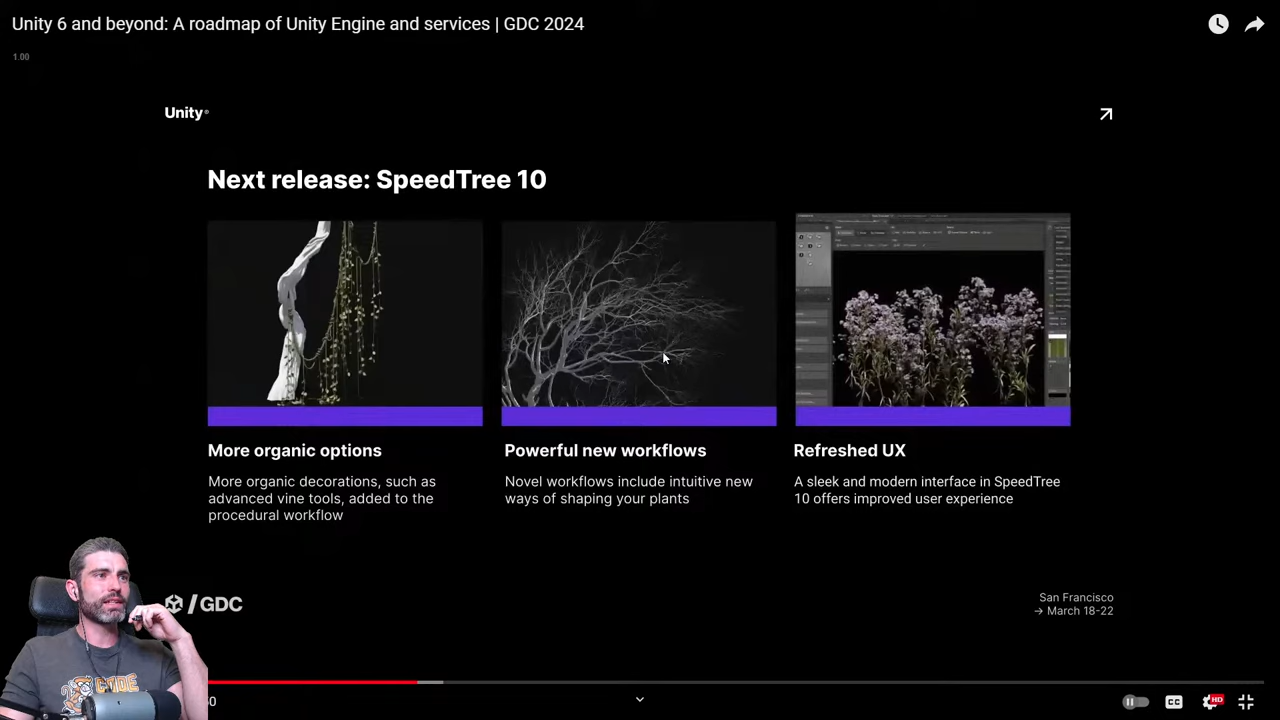 Unity 6 and beyond: A roadmap of Unity Engine and services | GDC 2024
1.00
Unity
Next release: SpeedTree 10
More organic options
More organic decorations, such as
advanced vine tools, added to the
procedural workflow
Powerful new workflows
Novel workflows include intuitive new
ways of shaping your plants
Refreshed UX
A sleek and modern interface in SpeedTree
10 offers improved user experience
/GDC
San Francisco
→ March 18-22
CODE
CC
HD